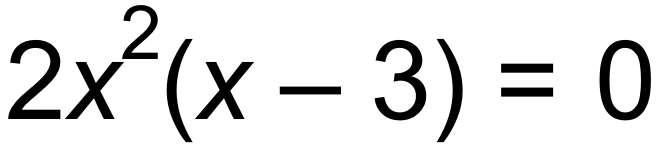 2x²(x – 3) = 0